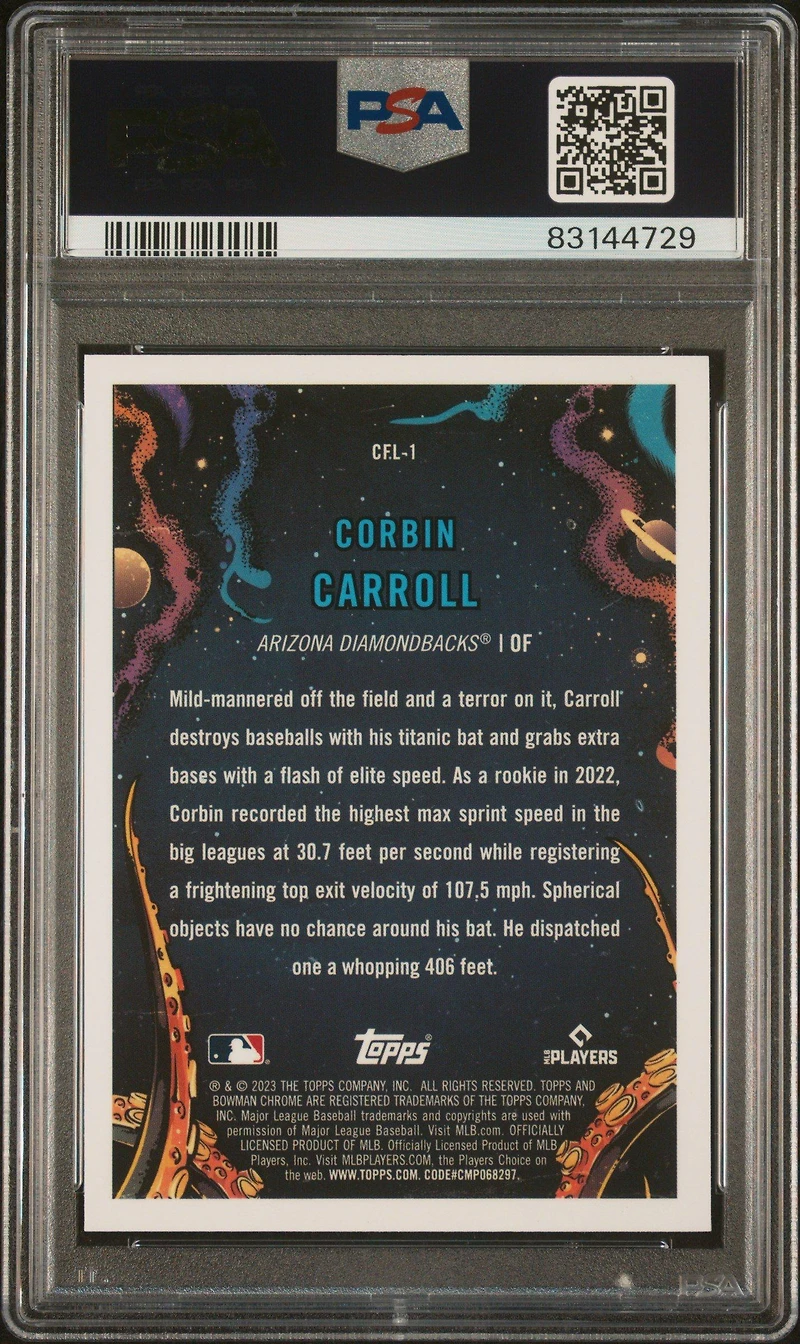 PSA
83144729
CFL-1
CORBIN
CARROLL
ARIZONA DIAMONDBACKS® | OF
Mild-mannered off the field and a terror on it, Carroll
destroys baseballs with his titanic bat and grabs extra
bases with a flash of elite speed. As a rookie in 2022,
Corbin recorded the highest max sprint speed in the
big leagues at 30.7 feet per second while registering
a frightening top exit velocity of 107.5 mph. Spherical
objects have no chance around his bat. He dispatched
one a whopping 406 feet.
topps®
MLB PLAYERS
® & © 2023 THE TOPPS COMPANY, INC. ALL RIGHTS RESERVED. TOPPS AND
BOWMAN CHROME ARE REGISTERED TRADEMARKS OF THE TOPPS COMPANY,
INC. Major League Baseball trademarks and copyrights are used with
permission of Major League Baseball. Visit MLB.com. OFFICIALLY
LICENSED PRODUCT OF MLB. Officially Licensed Product of MLB
Players, Inc. Visit MLBPLAYERS.COM, the Players Choice on
the web. WWW.TOPPS.COM. CODE#CMP068297.
PSA